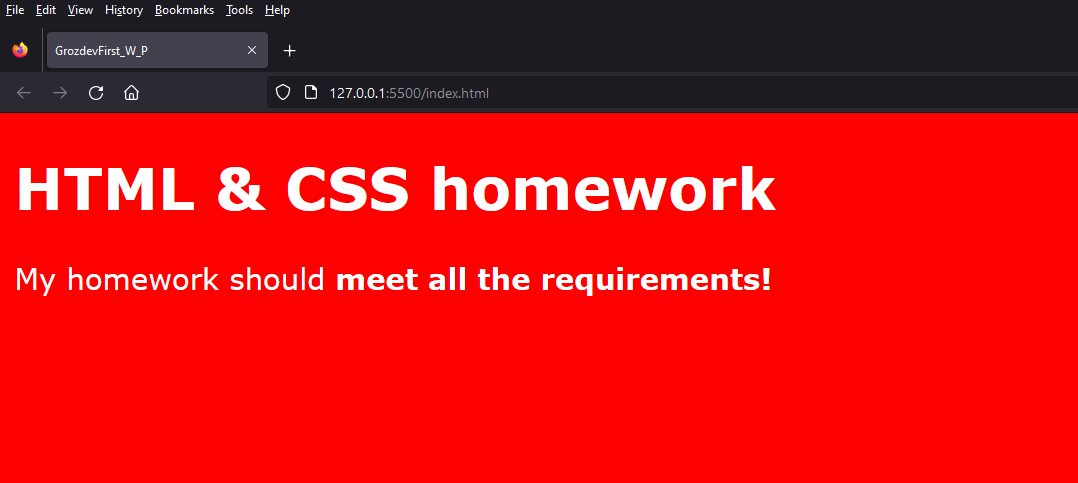 File Edit View History Bookmarks Tools Help
GrozdevFirst_W_P
127.0.0.1:5500/index.html
HTML & CSS homework
My homework should meet all the requirements!